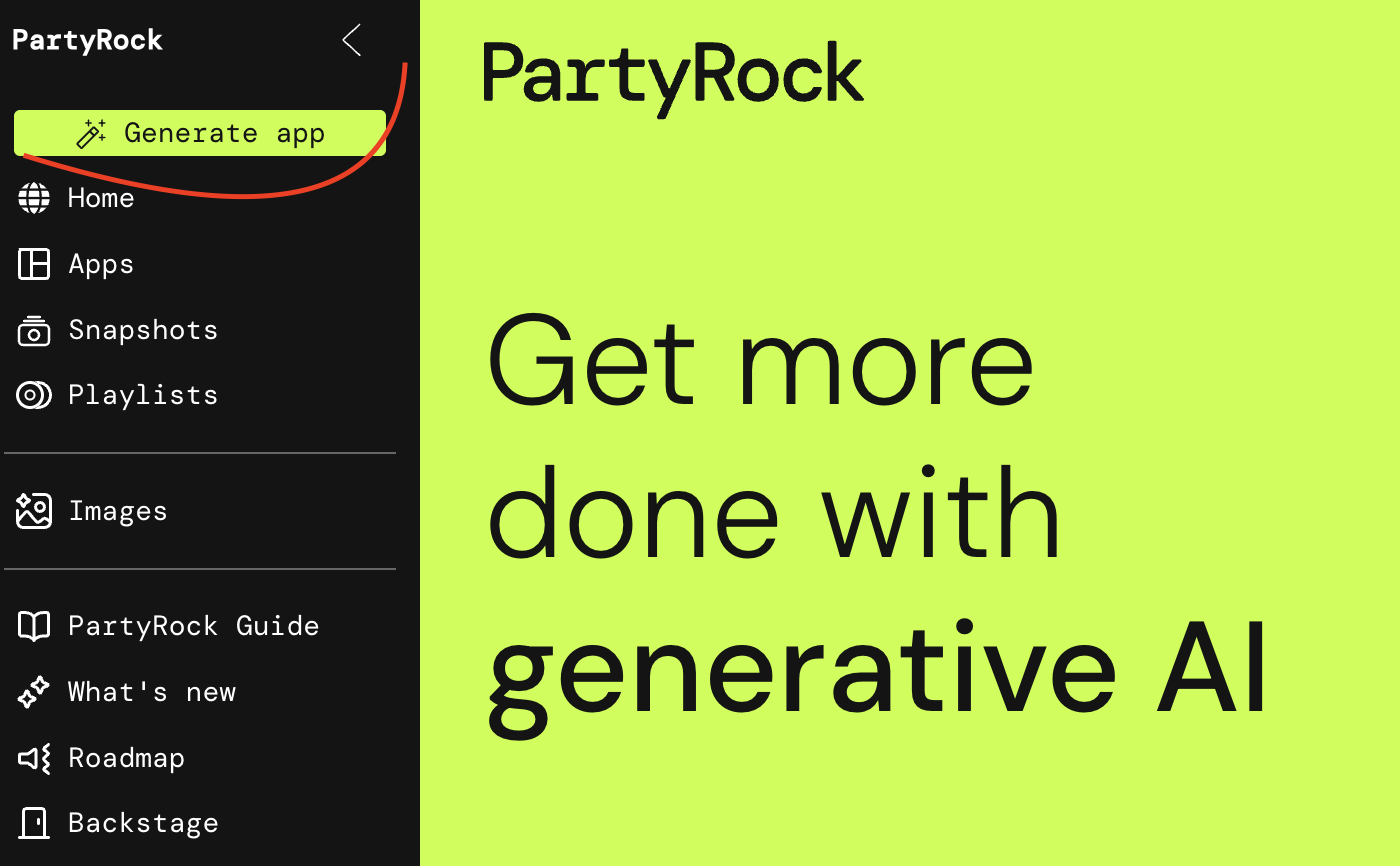 PartyRock
Generate app
Home
Apps
Snapshots
Playlists
Images
PartyRock Guide
What's new
Roadmap
Backstage
PartyRock
Get more
done with
generative AI